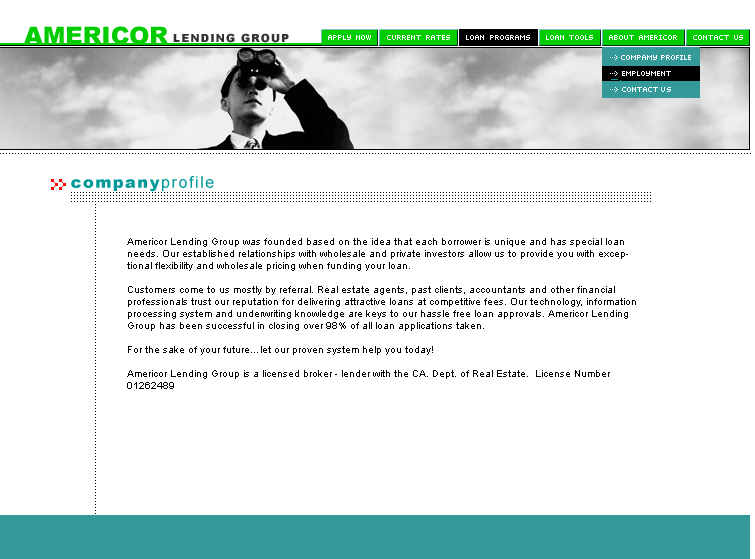 AMERICOR LENDING GROUP
APPLY NOW CURRENT RATES LOAN PROGRAMS LOAN TOOLS ABOUT AMERICOR CONTACT US
COMPAMY PROFILE
EMPLOYMENT
CONTACT US
companyprofile
Americor Lending Group was founded based on the idea that each borrower is unique and has special loan
needs. Our established relationships with wholesale and private investors allow us to provide you with excep-
tional flexibility and wholesale pricing when funding your loan.
Customers come to us mostly by referral. Real estate agents, past clients, accountants and other financial
professionals trust our reputation for delivering attractive loans at competitive fees. Our technology, information
processing system and underwriting knowledge are keys to our hassle free loan approvals. Americor Lending
Group has been successful in closing over 98% of all loan applications taken.
For the sake of your future...let our proven system help you today!
Americor Lending Group is a licensed broker - lender with the CA. Dept. of Real Estate. License Number
01262489